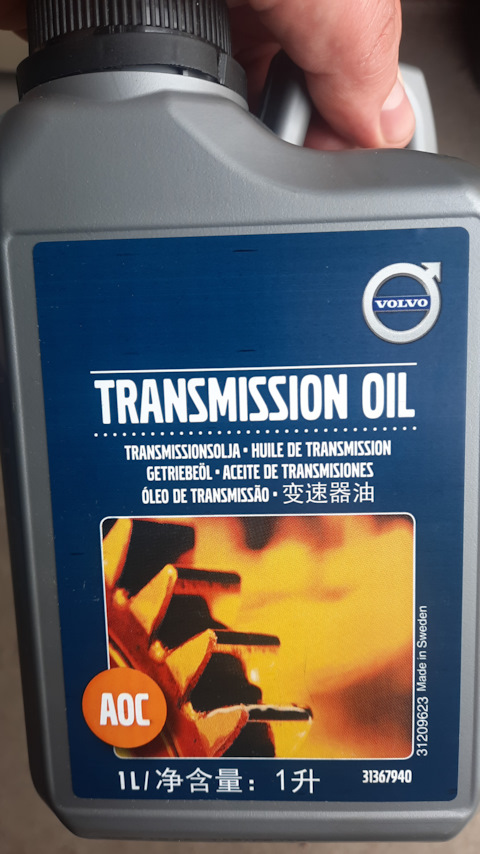 VOLVO
TRANSMISSION OIL
TRANSMISSIONSOLJA • HUILE DE TRANSMISSION
GETRIEBEÖL • ACEITE DE TRANSMISIONES
ÓLEO DE TRANSMISSÃO • 变速器油
31209623 Made in Sweden
AOC
1L/净含量：1升
31367940